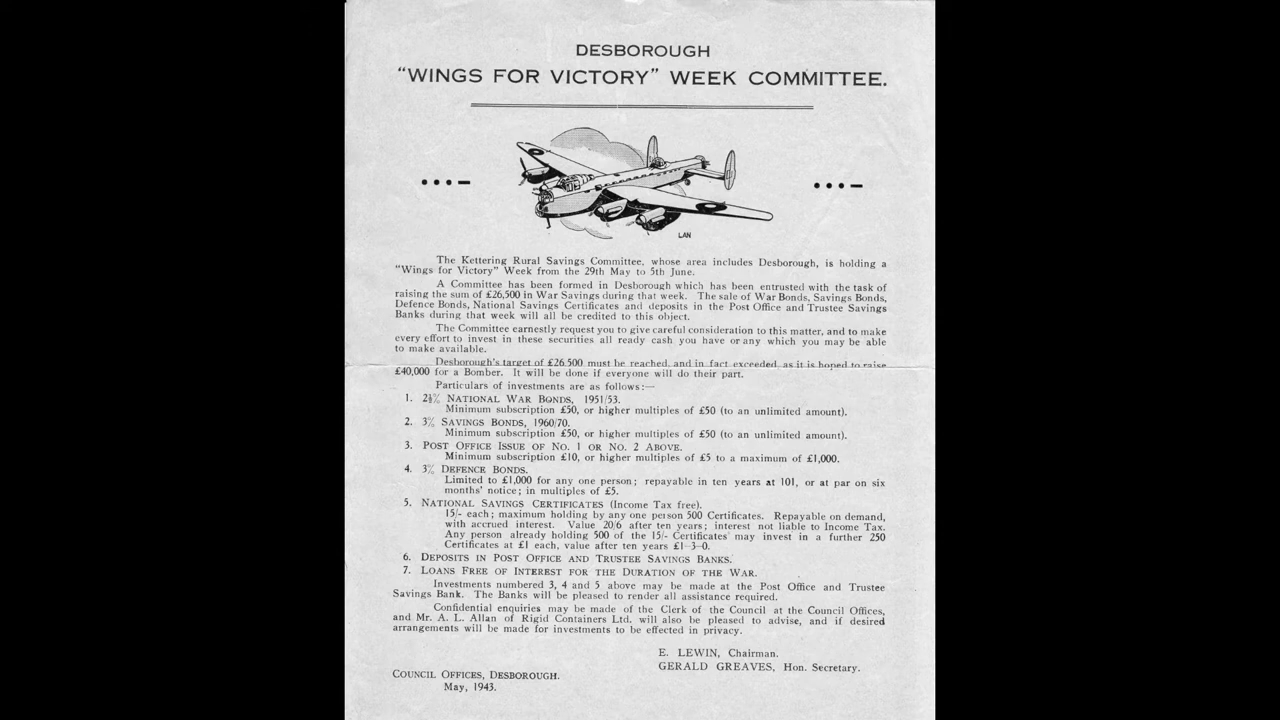 DESBOROUGH
“WINGS FOR VICTORY” WEEK COMMITTEE.
LAN
The Kettering Rural Savings Committee, whose area includes Desborough, is holding a
“Wings for Victory” Week from the 29th May to 5th June.
A Committee has been formed in Desborough which has been entrusted with the task of
raising the sum of £26,500 in War Savings during that week. The sale of War Bonds, Savings Bonds,
Defence Bonds, National Savings Certificates and deposits in the Post Office and Trustee Savings
Banks during that week will all be credited to this object.
The Committee earnestly request you to give careful consideration to this matter, and to make
every effort to invest in these securities all ready cash you have or any which you may be able
to make available.
Desborough's target of £26,500 must be reached, and in fact exceeded, as it is hoped to raise
£40,000 for a Bomber. It will be done if everyone will do their part.
Particulars of investments are as follows:—
1. 2½% NATIONAL WAR BONDS, 1951/53.
Minimum subscription £50, or higher multiples of £50 (to an unlimited amount).
2. 3% SAVINGS BONDS, 1960/70.
Minimum subscription £50, or higher multiples of £50 (to an unlimited amount).
3. POST OFFICE ISSUE OF NO. 1 OR NO. 2 ABOVE.
Minimum subscription £10, or higher multiples of £5 to a maximum of £1,000.
4. 3% DEFENCE BONDS.
Limited to £1,000 for any one person; repayable in ten years at 101, or at par on six
months' notice; in multiples of £5.
5. NATIONAL SAVINGS CERTIFICATES (Income Tax free).
15/- each; maximum holding by any one person 500 Certificates. Repayable on demand,
with accrued interest. Value 20/6 after ten years; interest not liable to Income Tax.
Any person already holding 500 of the 15/- Certificates may invest in a further 250
Certificates at £1 each, value after ten years £1-3-0.
6. DEPOSITS IN POST OFFICE AND TRUSTEE SAVINGS BANKS.
7. LOANS FREE OF INTEREST FOR THE DURATION OF THE WAR.
Investments numbered 3, 4 and 5 above may be made at the Post Office and Trustee
Savings Bank. The Banks will be pleased to render all assistance required.
Confidential enquiries may be made of the Clerk of the Council at the Council Offices,
and Mr. A. L. Allan of Rigid Containers Ltd. will also be pleased to advise, and if desired
arrangements will be made for investments to be effected in privacy.
E. LEWIN, Chairman.
GERALD GREAVES, Hon. Secretary.
COUNCIL OFFICES, DESBOROUGH.
May, 1943.